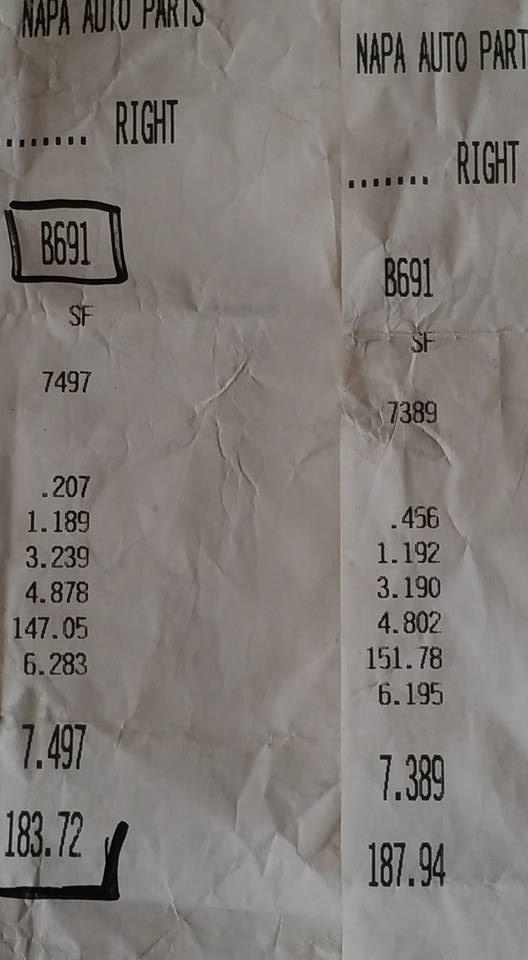 NAPA AUTO PARTS
....... RIGHT
B691
SF
7497
.207
1.189
3.239
4.878
147.05
6.283
7.497
183.72
NAPA AUTO PART
....... RIGHT
B691
SF
7389
.456
1.192
3.190
4.802
151.78
6.195
7.389
187.94